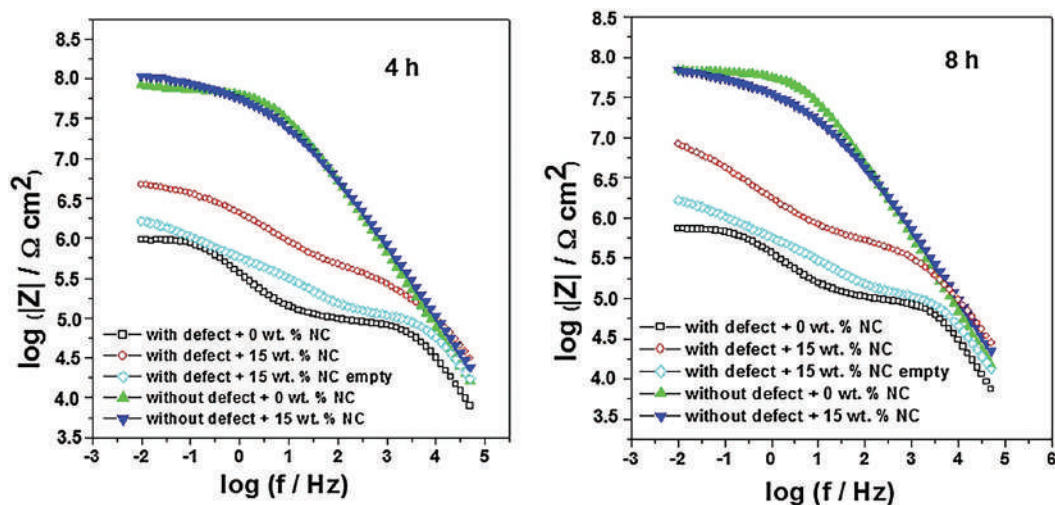 4 h
log (|Z| / Ω cm²)
8.5
8.0
7.5
7.0
6.5
6.0
5.5
5.0
4.5
4.0
3.5
with defect + 0 wt. % NC
with defect + 15 wt. % NC
with defect + 15 wt. % NC empty
without defect + 0 wt. % NC
without defect + 15 wt. % NC
-3 -2 -1 0 1 2 3 4 5
log (f / Hz)
8 h
log (|Z| / Ω cm²)
8.5
8.0
7.5
7.0
6.5
6.0
5.5
5.0
4.5
4.0
3.5
with defect + 0 wt. % NC
with defect + 15 wt. % NC
with defect + 15 wt. % NC empty
without defect + 0 wt. % NC
without defect + 15 wt. % NC
-3 -2 -1 0 1 2 3 4 5 6
log (f / Hz)